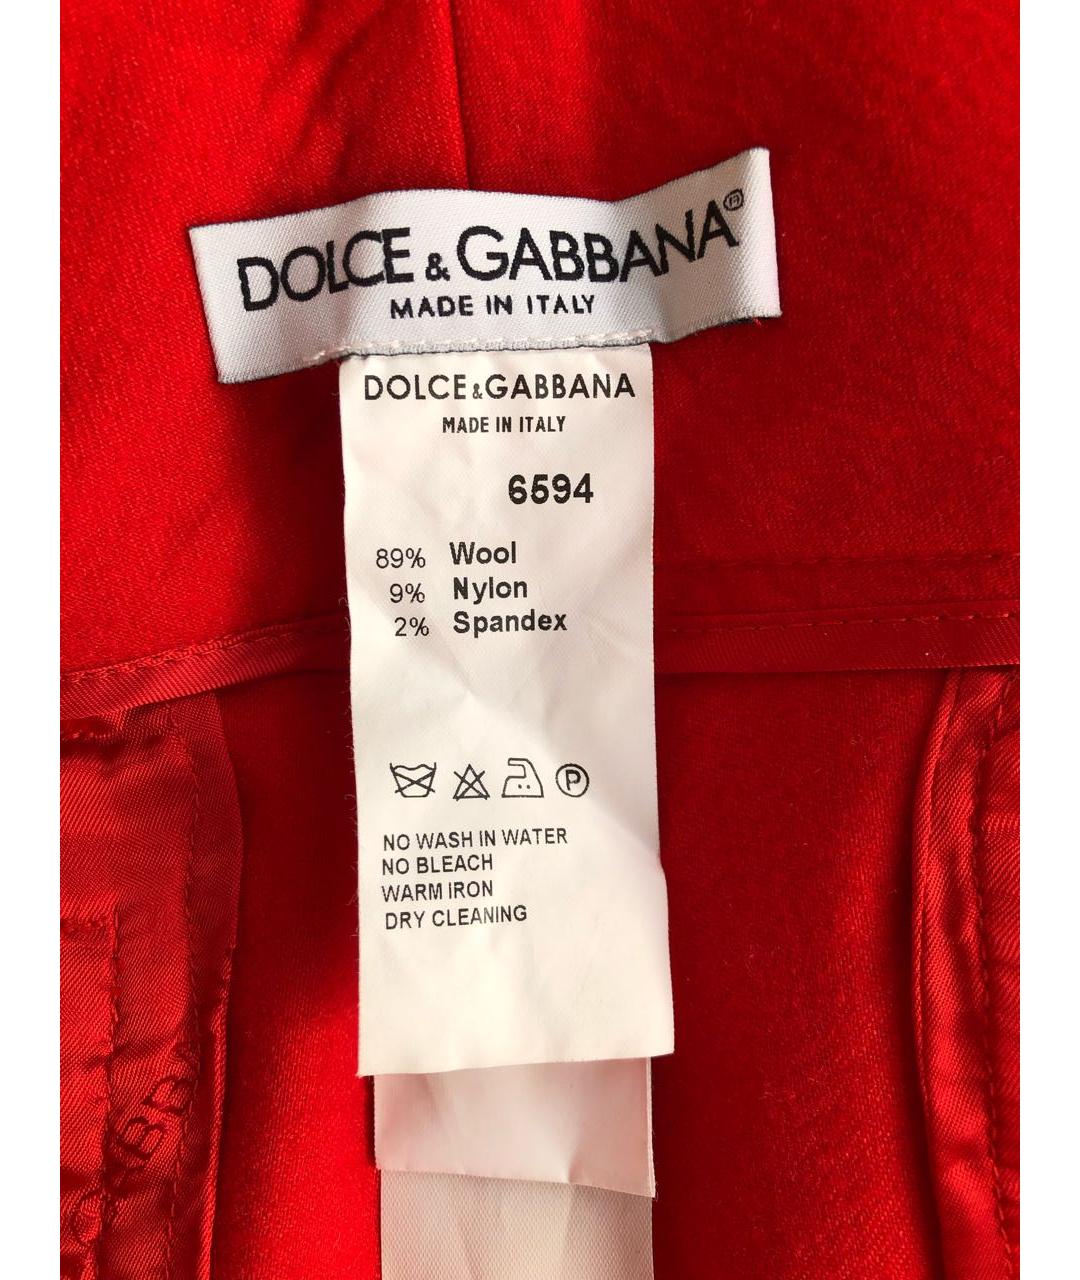 DOLCE & GABBANA®
MADE IN ITALY
DOLCE&GABBANA
MADE IN ITALY
6594
89% Wool
9% Nylon
2% Spandex
P
NO WASH IN WATER
NO BLEACH
WARM IRON
DRY CLEANING